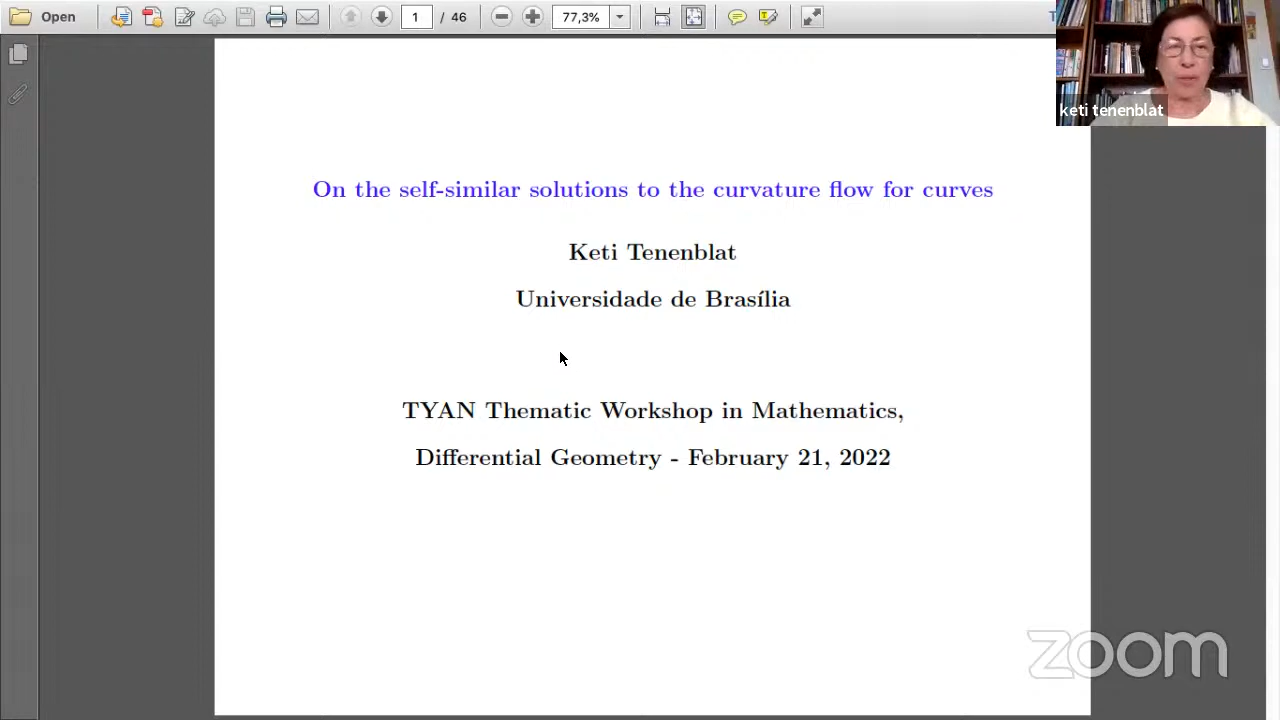 Open
1 / 46
77,3%
T
keti tenenblat
On the self-similar solutions to the curvature flow for curves
Keti Tenenblat
Universidade de Brasília
TYAN Thematic Workshop in Mathematics,
Differential Geometry - February 21, 2022
zoom